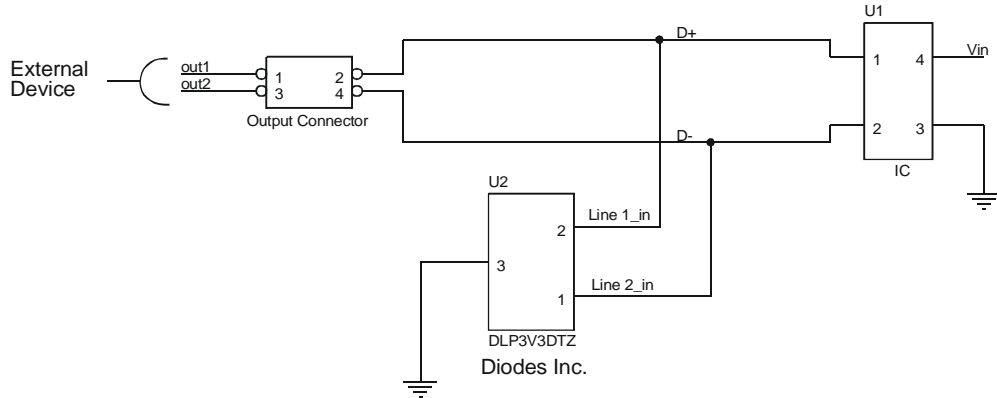 U1
D+
External
Device
out1
out2
1
2
3
4
Output Connector
1
4
Vin
2
3
D-
IC
U2
Line 1_in
2
3
Line 2_in
1
DLP3V3DTZ
Diodes Inc.